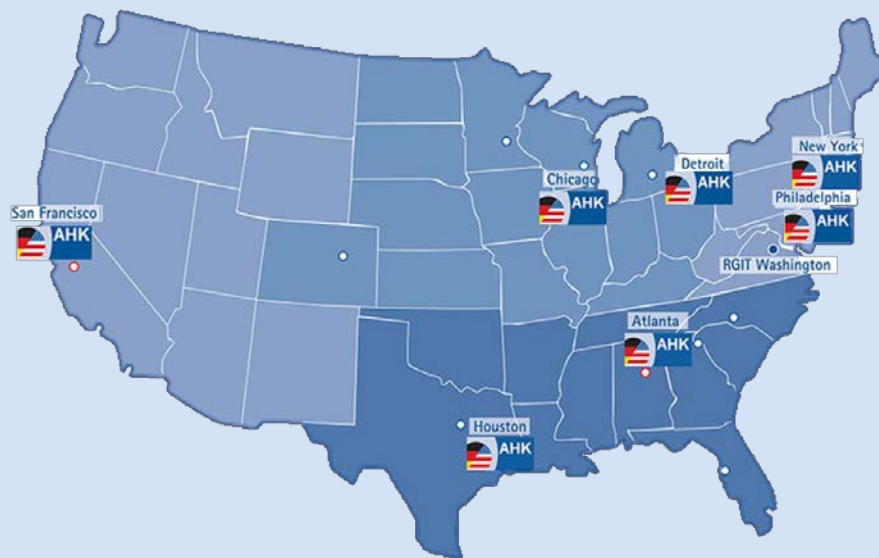 New York
AHK
Detroit
AHK
Chicago
AHK
Philadelphia
AHK
San Francisco
AHK
RGIT Washington
Atlanta
AHK
Houston
AHK